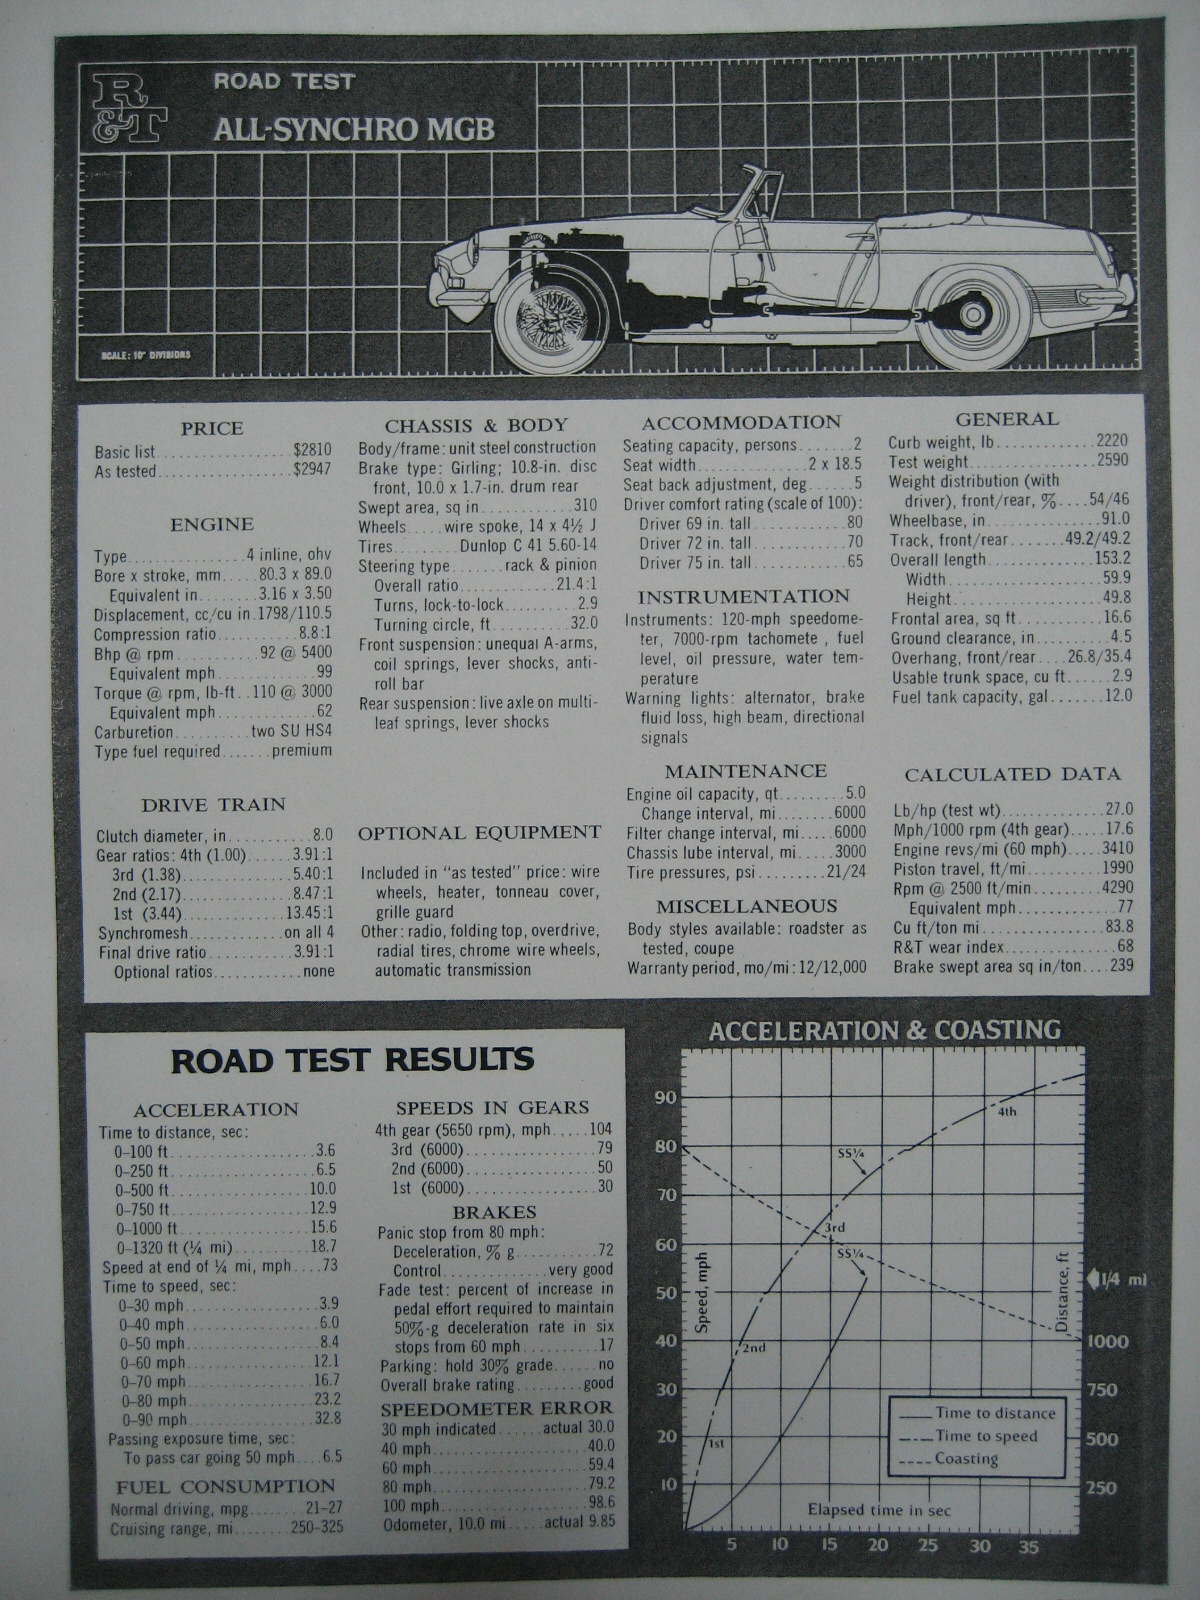 R&T
ROAD TEST
ALL-SYNCHRO MGB
SCALE: 10" DIVISIONS
PRICE
Basic list............$2810
As tested............$2947
ENGINE
Type............4 inline, ohv
Bore x stroke, mm.....80.3 x 89.0
Equivalent in.......3.16 x 3.50
Displacement, cc/cu in.1798/110.5
Compression ratio........8.8:1
Bhp @ rpm..........92 @ 5400
Equivalent mph............99
Torque @ rpm, lb-ft..110 @ 3000
Equivalent mph............62
Carburetion..........two SU HS4
Type fuel required.......premium
DRIVE TRAIN
Clutch diameter, in.........8.0
Gear ratios: 4th (1.00)......3.91:1
3rd (1.38)..........5.40:1
2nd (2.17)..........8.47:1
1st (3.44)..........13.45:1
Synchromesh............on all 4
Final drive ratio..........3.91:1
Optional ratios..........none
CHASSIS & BODY
Body/frame: unit steel construction
Brake type: Girling; 10.8-in. disc
front, 10.0 x 1.7-in. drum rear
Swept area, sq in............310
Wheels.....wire spoke, 14 x 4½ J
Tires........Dunlop C 41 5.60-14
Steering type.......rack & pinion
Overall ratio............21.4:1
Turns, lock-to-lock.........2.9
Turning circle, ft..........32.0
Front suspension: unequal A-arms,
coil springs, lever shocks, anti-
roll bar
Rear suspension: live axle on multi-
leaf springs, lever shocks
OPTIONAL EQUIPMENT
Included in "as tested" price: wire
wheels, heater, tonneau cover,
grille guard
Other: radio, folding top, overdrive,
radial tires, chrome wire wheels,
automatic transmission
ACCOMMODATION
Seating capacity, persons.......2
Seat width............2 x 18.5
Seat back adjustment, deg......5
Driver comfort rating (scale of 100):
Driver 69 in. tall............80
Driver 72 in. tall............70
Driver 75 in. tall............65
INSTRUMENTATION
Instruments: 120-mph speedome-
ter, 7000-rpm tachomete , fuel
level, oil pressure, water tem-
perature
Warning lights: alternator, brake
fluid loss, high beam, directional
signals
MAINTENANCE
Engine oil capacity, qt.........5.0
Change interval, mi........6000
Filter change interval, mi.....6000
Chassis lube interval, mi.....3000
Tire pressures, psi.........21/24
MISCELLANEOUS
Body styles available: roadster as
tested, coupe
Warranty period, mo/mi: 12/12,000
GENERAL
Curb weight, lb............2220
Test weight................2590
Weight distribution (with
driver), front/rear, %....54/46
Wheelbase, in..............91.0
Track, front/rear.......49.2/49.2
Overall length............153.2
Width................59.9
Height................49.8
Frontal area, sq ft..........16.6
Ground clearance, in.........4.5
Overhang, front/rear....26.8/35.4
Usable trunk space, cu ft......2.9
Fuel tank capacity, gal.......12.0
CALCULATED DATA
Lb/hp (test wt)............27.0
Mph/1000 rpm (4th gear).....17.6
Engine revs/mi (60 mph).....3410
Piston travel, ft/mi..........1990
Rpm @ 2500 ft/min.........4290
Equivalent mph............77
Cu ft/ton mi..............83.8
R&T wear index..............68
Brake swept area sq in/ton....239
ROAD TEST RESULTS
ACCELERATION
Time to distance, sec:
0–100 ft..................3.6
0–250 ft..................6.5
0–500 ft.................10.0
0–750 ft.................12.9
0–1000 ft................15.6
0–1320 ft (¼ mi)..........18.7
Speed at end of ¼ mi, mph....73
Time to speed, sec:
0–30 mph.................3.9
0–40 mph.................6.0
0–50 mph.................8.4
0–60 mph................12.1
0–70 mph................16.7
0–80 mph................23.2
0–90 mph................32.8
Passing exposure time, sec:
To pass car going 50 mph....6.5
FUEL CONSUMPTION
Normal driving, mpg.......21–27
Cruising range, mi.......250–325
SPEEDS IN GEARS
4th gear (5650 rpm), mph.....104
3rd (6000)................79
2nd (6000)................50
1st (6000)................30
BRAKES
Panic stop from 80 mph:
Deceleration, % g............72
Control.............very good
Fade test: percent of increase in
pedal effort required to maintain
50%-g deceleration rate in six
stops from 60 mph..........17
Parking: hold 30% grade......no
Overall brake rating........good
SPEEDOMETER ERROR
30 mph indicated......actual 30.0
40 mph..................40.0
60 mph..................59.4
80 mph..................79.2
100 mph.................98.6
Odometer, 10.0 mi.....actual 9.85
ACCELERATION & COASTING
90
80
70
60
50
40
30
20
10
Speed, mph
Distance, ft
1/4 mi
1000
750
500
250
4th
SS¼
3rd
SS¼
2nd
1st
Time to distance
Time to speed
Coasting
Elapsed time in sec
5 10 15 20 25 30 35